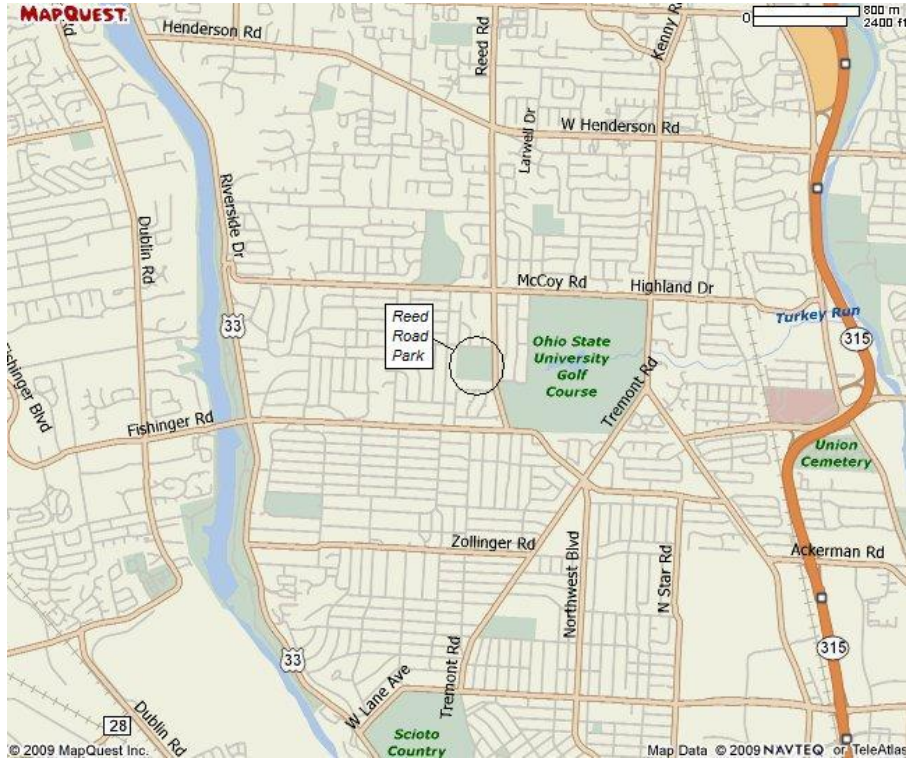 MAPQUEST.
Henderson Rd
Reed Rd
Kenny Rd
0
800 m
2400 ft
Rd
Larwell Dr
W Henderson Rd
Riverside Dr
Dublin Rd
McCoy Rd
Highland Dr
Turkey Run
33
Reed
Road
Park
Ohio State
University
Golf
Course
315
Tremont Rd
Fishinger Blvd
Fishinger Rd
Union
Cemetery
Zollinger Rd
Northwest Blvd
N Star Rd
Ackerman Rd
33
Tremont Rd
315
W Lane Ave
28
Dublin Rd
Scioto
Country
© 2009 MapQuest Inc.
Map Data © 2009 NAVTEQ or TeleAtlas